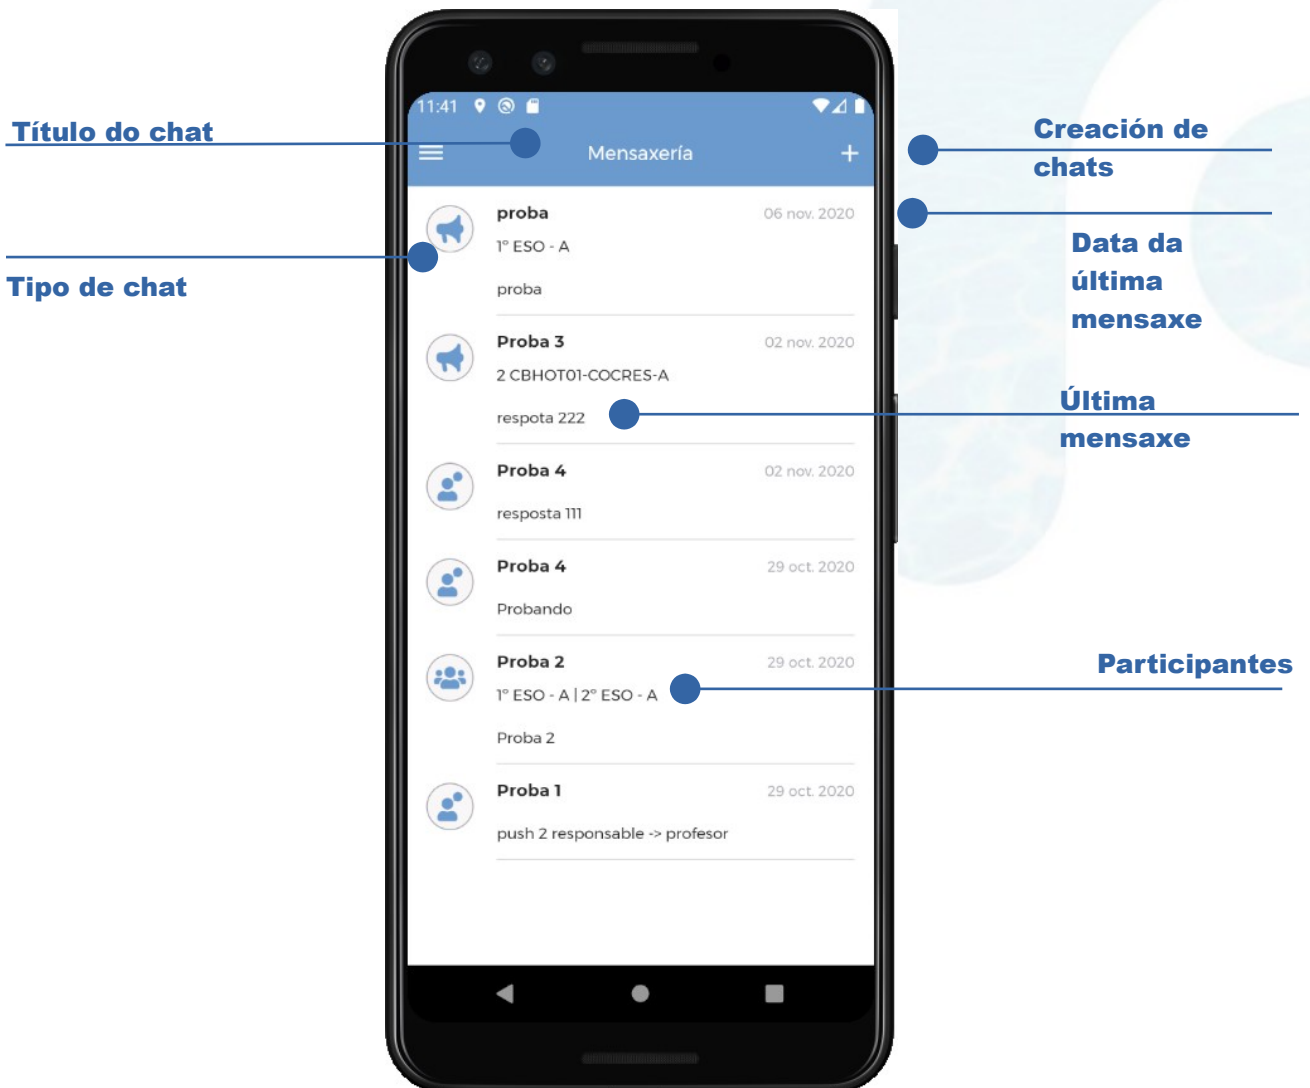 11:41
Título do chat
Mensaxería
+
Creación de
chats
proba
06 nov. 2020
1º ESO - A
proba
Data da
última
mensaxe
Tipo de chat
Proba 3
02 nov. 2020
2 CBHOT01-COCRES-A
respota 222
Última
mensaxe
Proba 4
02 nov. 2020
resposta 111
Proba 4
29 oct. 2020
Probando
Proba 2
29 oct. 2020
1º ESO - A | 2º ESO - A
Proba 2
Participantes
Proba 1
29 oct. 2020
push 2 responsable -> profesor